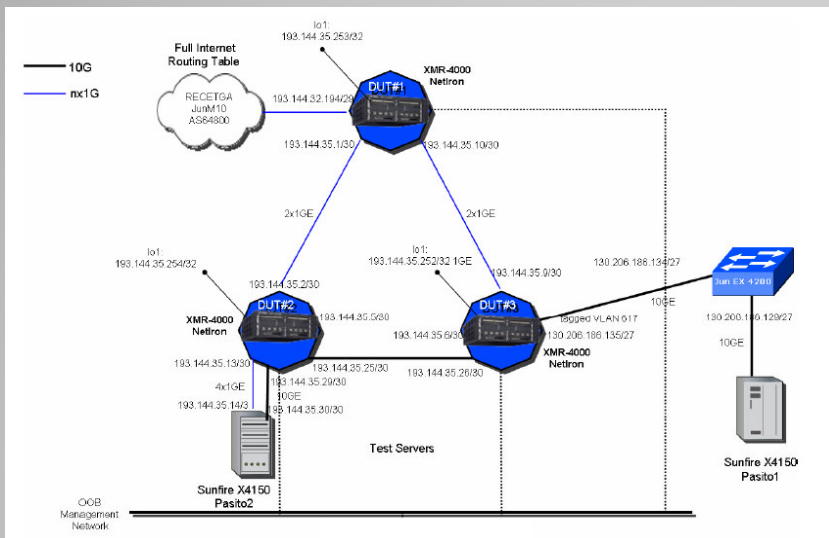 lo1:
193.144.35.253/32
Full Internet
Routing Table
10G
nx1G
RECETGA
JunM10
AS64800
193.144.32.194/29
DUT#1
XMR-4000
NetIron
193.144.35.1/30
193.144.35.10/30
2x1GE
2x1GE
lo1:
193.144.35.254/32
lo1:
193.144.35.252/32 1GE
193.144.35.2/30
193.144.35.9/30
130.206.186.134/27
Jun EX 4200
10GE
XMR-4000
NetIron
DUT#2
193.144.35.5/30
DUT#3
193.144.35.6/30
tagged VLAN 617
130.206.186.135/27
XMR-4000
NetIron
130.206.186.129/27
10GE
193.144.35.13/30
193.144.35.25/30
193.144.35.26/30
193.144.35.29/30
4x1GE
10GE
193.144.35.14/3
193.144.35.30/30
Test Servers
Sunfire X4150
Pasito2
Sunfire X4150
Pasito1
OOB
Management
Network